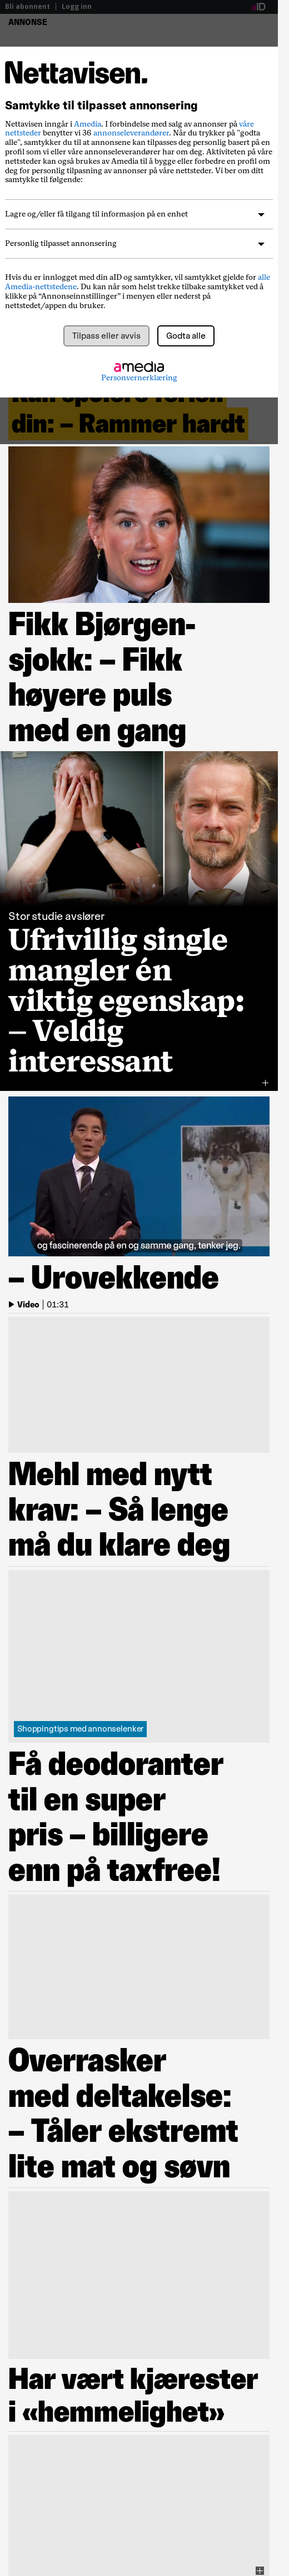 Bli abonnent | Logg inn aID
ANNONSE
Nettavisen.
Samtykke til tilpasset annonsering
Nettavisen inngår i Amedia. I forbindelse med salg av annonser på våre
nettsteder benytter vi 36 annonseleverandører. Når du trykker på "godta
alle", samtykker du til at annonsene kan tilpasses deg personlig basert på en
profil som vi eller våre annonseleverandører har om deg. Aktiviteten på våre
nettsteder kan også brukes av Amedia til å bygge eller forbedre en profil om
deg for personlig tilpasning av annonser på våre nettsteder. Vi ber om ditt
samtykke til følgende:
Lagre og/eller få tilgang til informasjon på en enhet
Personlig tilpasset annonsering
Hvis du er innlogget med din aID og samtykker, vil samtykket gjelde for alle
Amedia-nettstedene. Du kan når som helst trekke tilbake samtykket ved å
klikke på “Annonseinnstillinger” i menyen eller nederst på
nettstedet/appen du bruker.
Tilpass eller avvis
Godta alle
amedia
Personvernerklæring
din: – Rammer hardt
Fikk Bjørgen-
sjokk: – Fikk
høyere puls
med en gang
Stor studie avslører
Ufrivillig single
mangler én
viktig egenskap:
– Veldig
interessant
og fascinerende på en og samme gang, tenker jeg.
– Urovekkende
Video | 01:31
Mehl med nytt
krav: – Så lenge
må du klare deg
Shoppingtips med annonselenker
Få deodoranter
til en super
pris – billigere
enn på taxfree!
Overrasker
med deltakelse:
– Tåler ekstremt
lite mat og søvn
Har vært kjærester
i «hemmelighet»